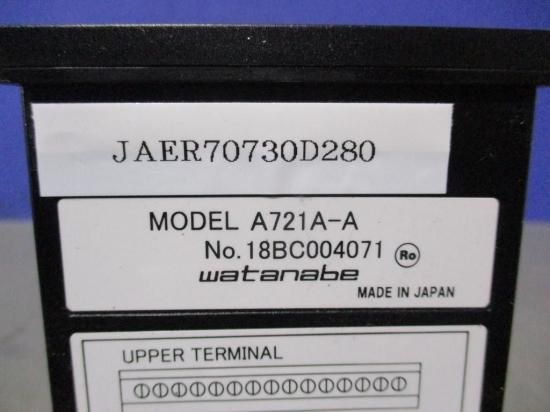 JAER70730D280
MODEL A721A-A
No.18BC004071 Ro
watanabe
MADE IN JAPAN
UPPER TERMINAL